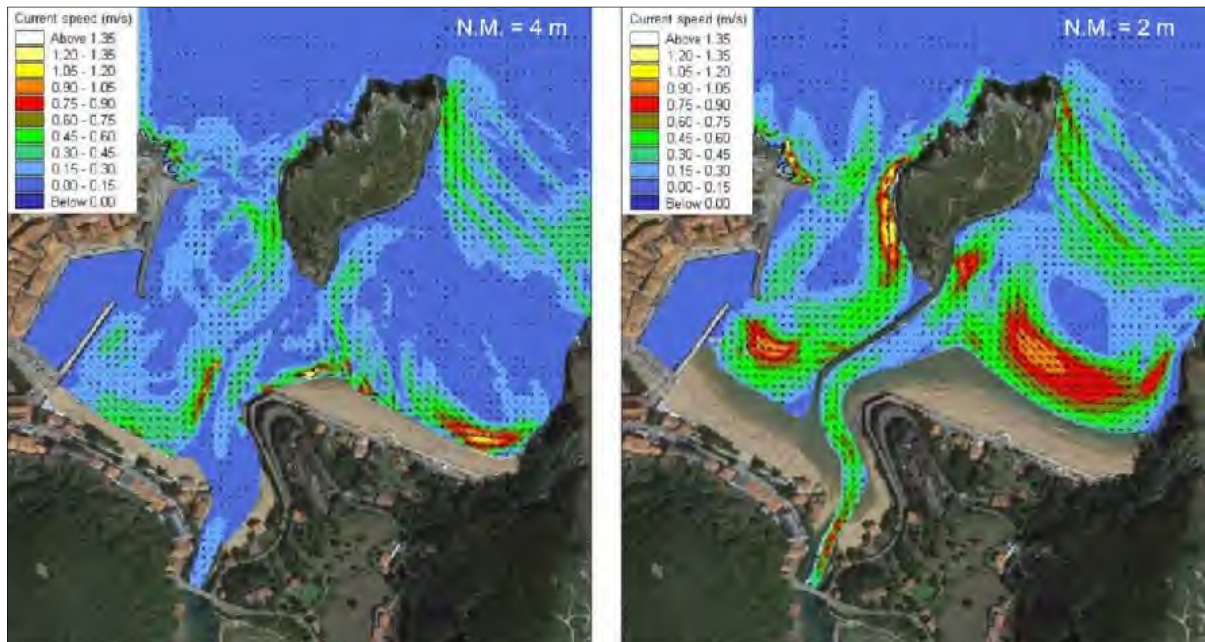 Current speed (m/s)
Above 1.35
1.20 - 1.35
1.05 - 1.20
0.90 - 1.05
0.75 - 0.90
0.60 - 0.75
0.45 - 0.60
0.30 - 0.45
0.15 - 0.30
0.00 - 0.15
Below 0.00
N.M. = 4 m
Current speed (m/s)
Above 1.35
1.20 - 1.35
1.05 - 1.20
0.90 - 1.05
0.75 - 0.90
0.60 - 0.75
0.45 - 0.60
0.30 - 0.45
0.15 - 0.30
0.00 - 0.15
Below 0.00
N.M. = 2 m